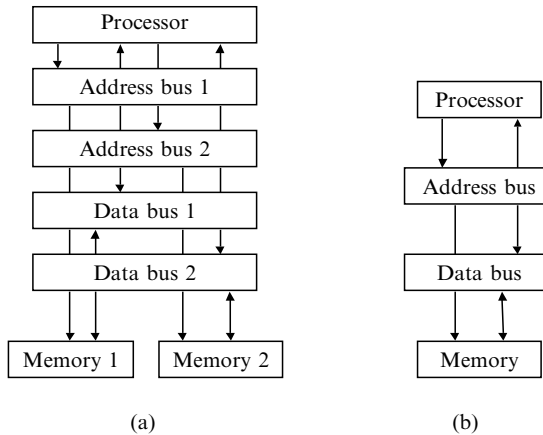 Processor
Address bus 1
Address bus 2
Data bus 1
Data bus 2
Memory 1 Memory 2
(a)
Processor
Address bus
Data bus
Memory
(b)